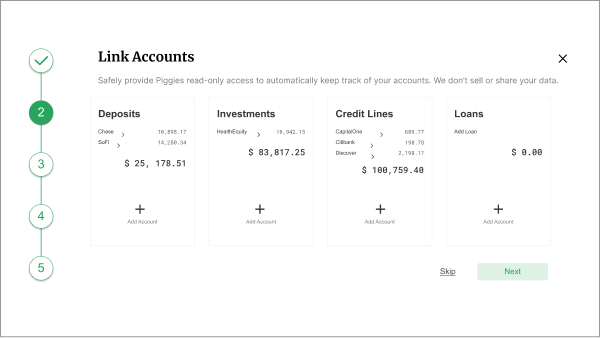 Link Accounts
Safely provide Piggies read-only access to automatically keep track of your accounts. We don't sell or share your data.
2
3
4
5
Deposits
Chase 10,898.17
SoFi 14,280.34
$ 25, 178.51
+
Add Account
Investments
HealthEquity 16,942.15
$ 83,817.25
+
Add Account
Credit Lines
CapitalOne 689.77
Citibank 198.78
Discover 2,198.17
$ 100,759.40
+
Add Account
Loans
Add Loan
$ 0.00
+
Add Account
Skip
Next